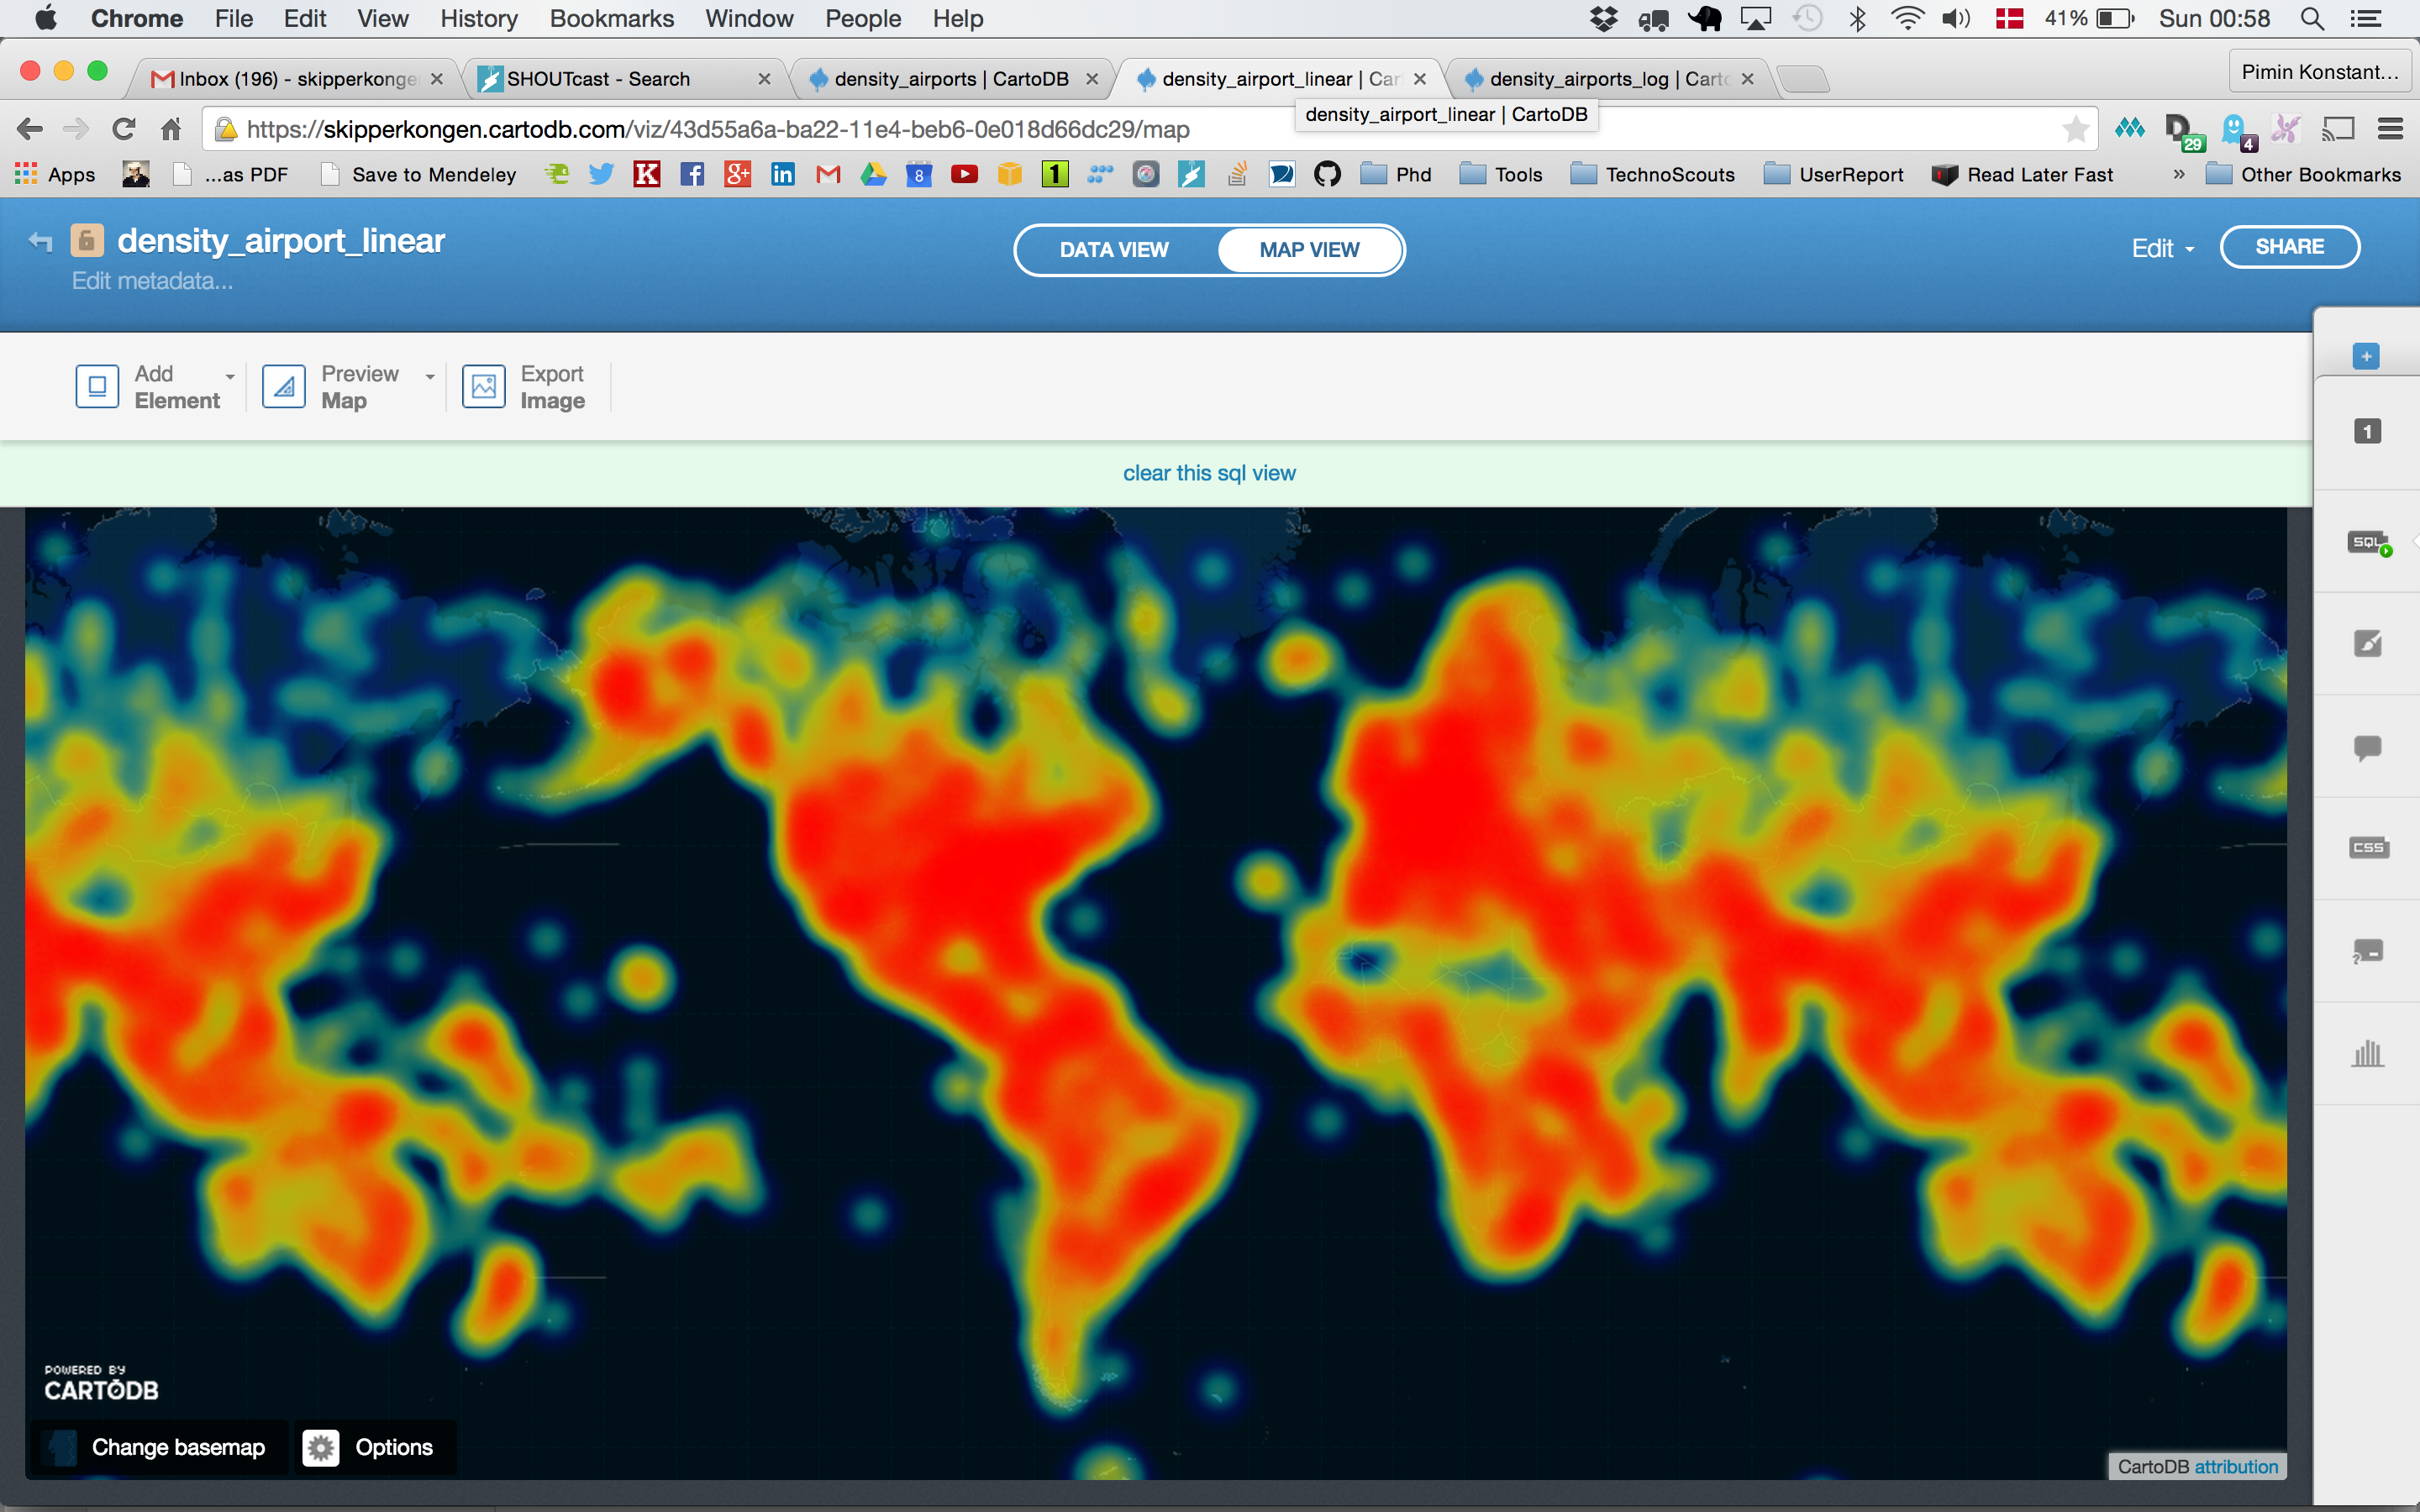 Chrome File Edit View History Bookmarks Window People Help 41% Sun 00:58
Inbox (196) - skipperkonge SHOUTcast - Search density_airports | CartoDB density_airport_linear | Car density_airports_log | Carto Pimin Konstant...
https://skipperkongen.cartodb.com/viz/43d55a6a-ba22-11e4-beb6-0e018d66dc29/map 29 4
density_airport_linear | CartoDB
Apps ...as PDF Save to Mendeley K f g+ in 8 1 Phd Tools TechnoScouts UserReport Read Later Fast » Other Bookmarks
density_airport_linear
Edit metadata...
DATA VIEW MAP VIEW
Edit SHARE
Add Element
Preview Map
Export Image
1
clear this sql view
SQL
CSS
POWERED BY
CARTODB
Change basemap Options
CartoDB attribution